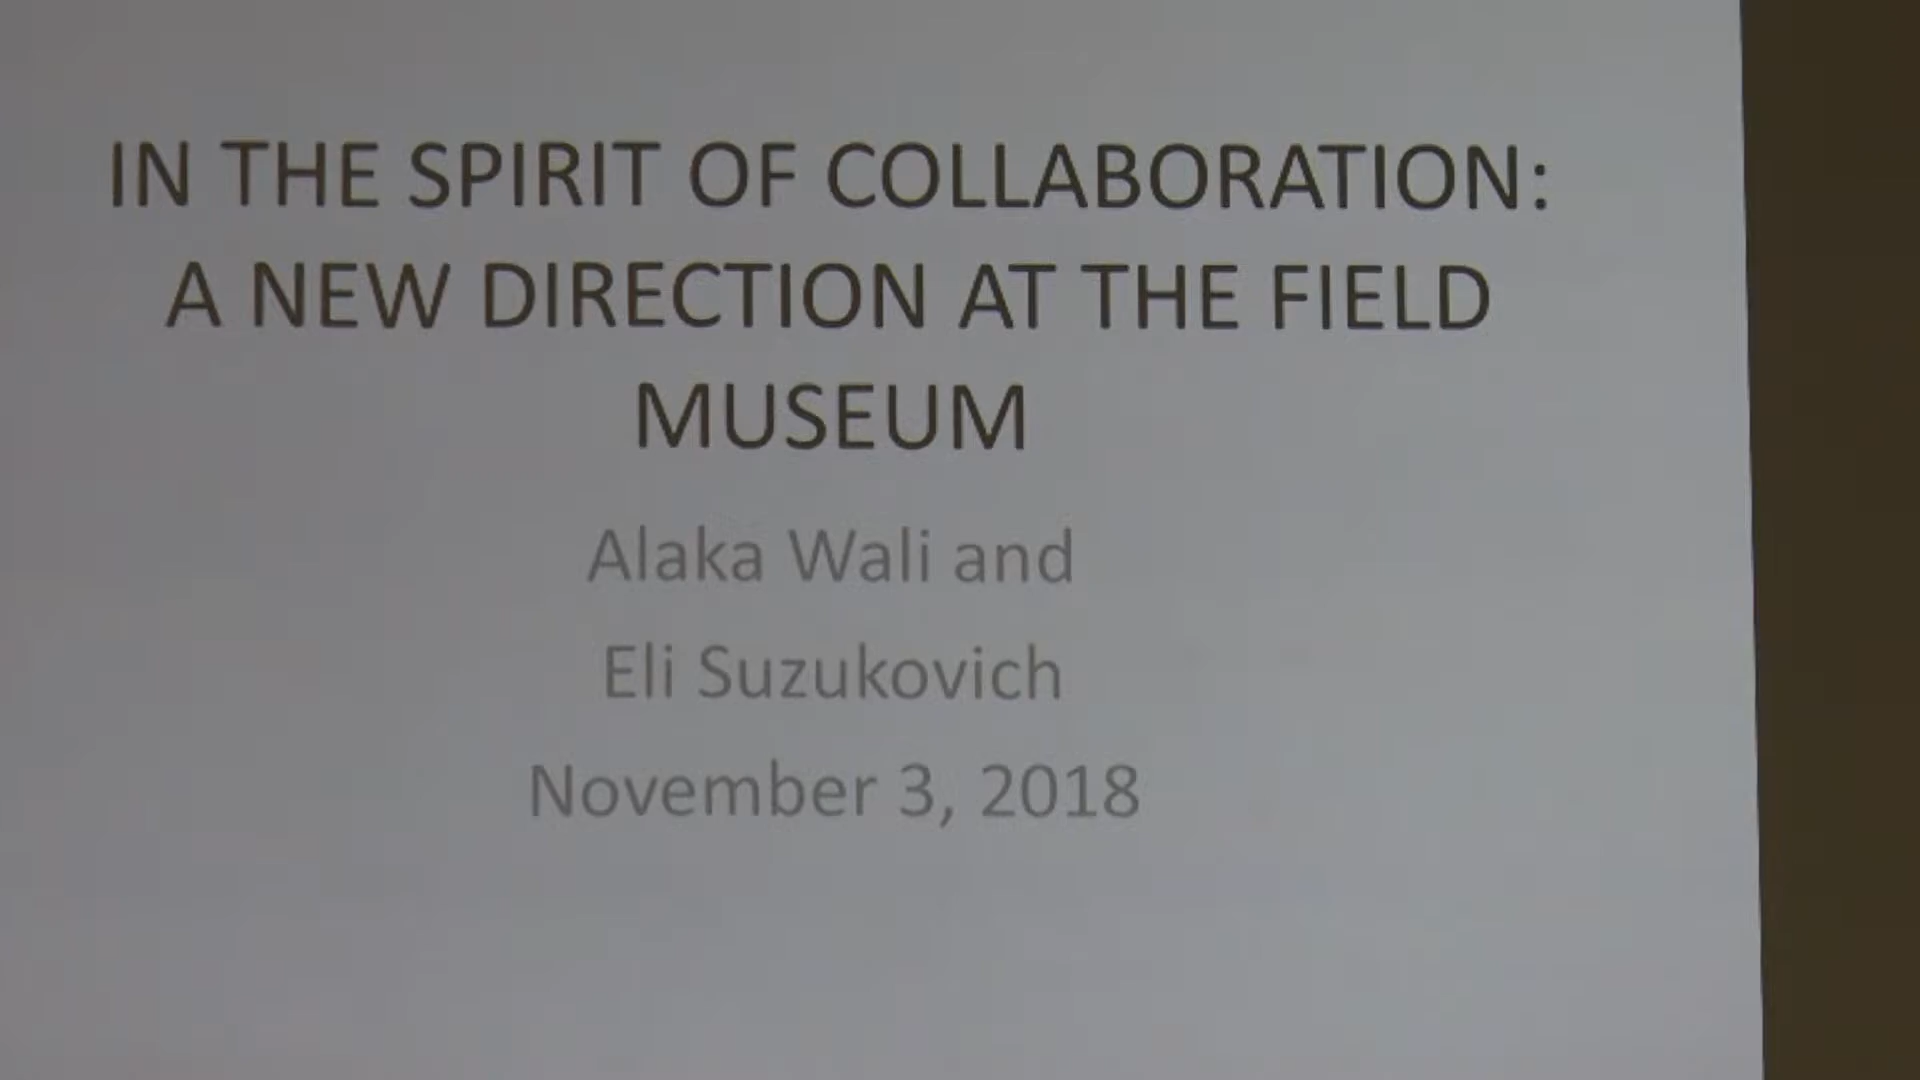 IN THE SPIRIT OF COLLABORATION:
A NEW DIRECTION AT THE FIELD
MUSEUM
Alaka Wali and
Eli Suzukovich
November 3, 2018